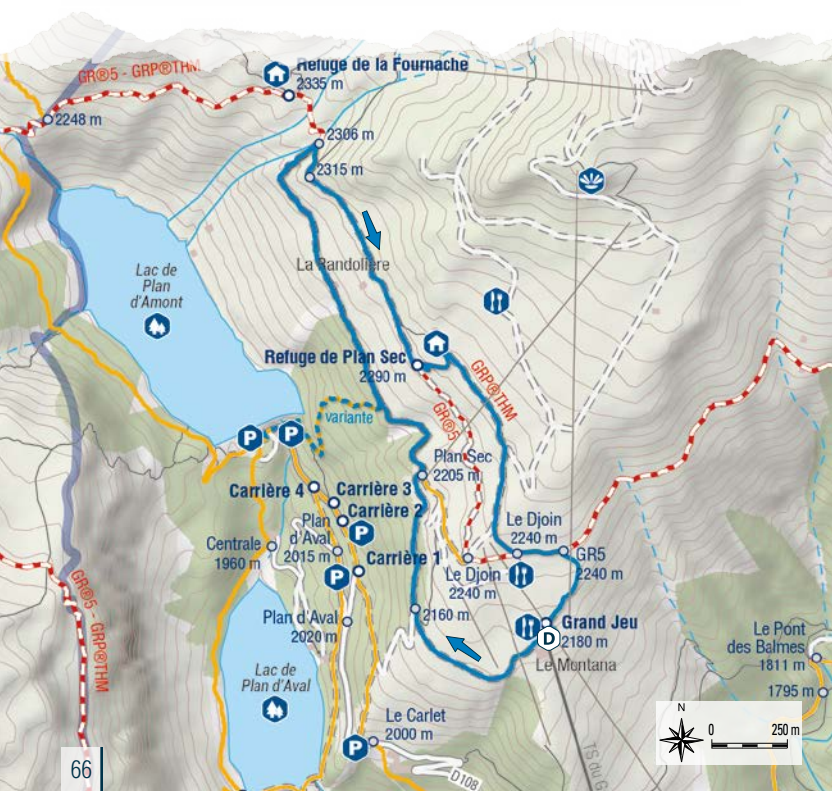 GR®5 - GRP®THM
Refuge de la Fournache
2335 m
2248 m
2306 m
2315 m
La Randolière
Lac de
Plan
d'Amont
Refuge de Plan Sec
2290 m
GRP®THM
GR®5
variante
P
P
Plan Sec
2205 m
Carrière 4
Carrière 3
Carrière 2
P
Plan
d'Aval
2015 m
Centrale
1960 m
Carrière 1
P
Le Djoin
2240 m
Le Djoin
2240 m
GR5
2240 m
GR®5 - GRP®THM
2160 m
Plan d'Aval
2020 m
Grand Jeu
D
2180 m
Le Montana
Le Pont
des Balmes
1811 m
1795 m
Lac de
Plan d'Aval
Le Carlet
2000 m
P
D108
TS du G
N
0 250 m
66